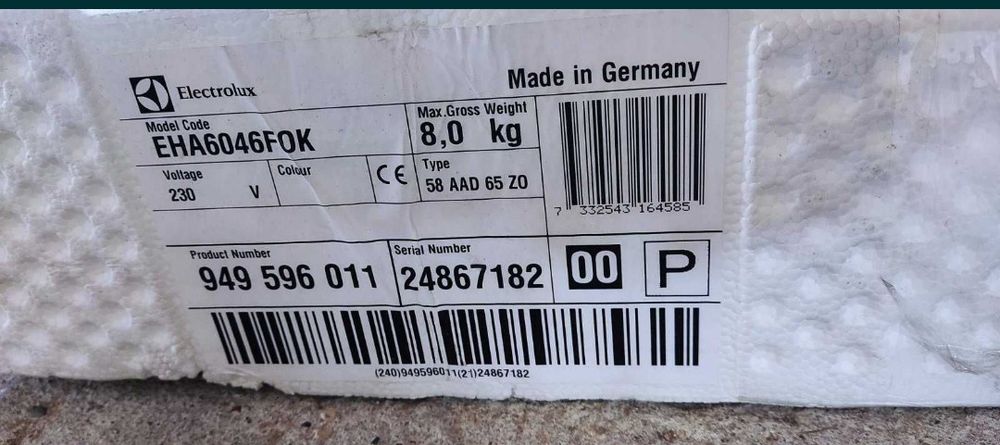 Electrolux
Made in Germany
Model Code
EHA6046FOK
Max.Gross Weight
8,0 kg
Voltage
230 V
Colour
CE
Type
58 AAD 65 ZO
7 332543 164585
Product Number
949 596 011
Serial Number
24867182
00
P
(240)949596011(21)24867182